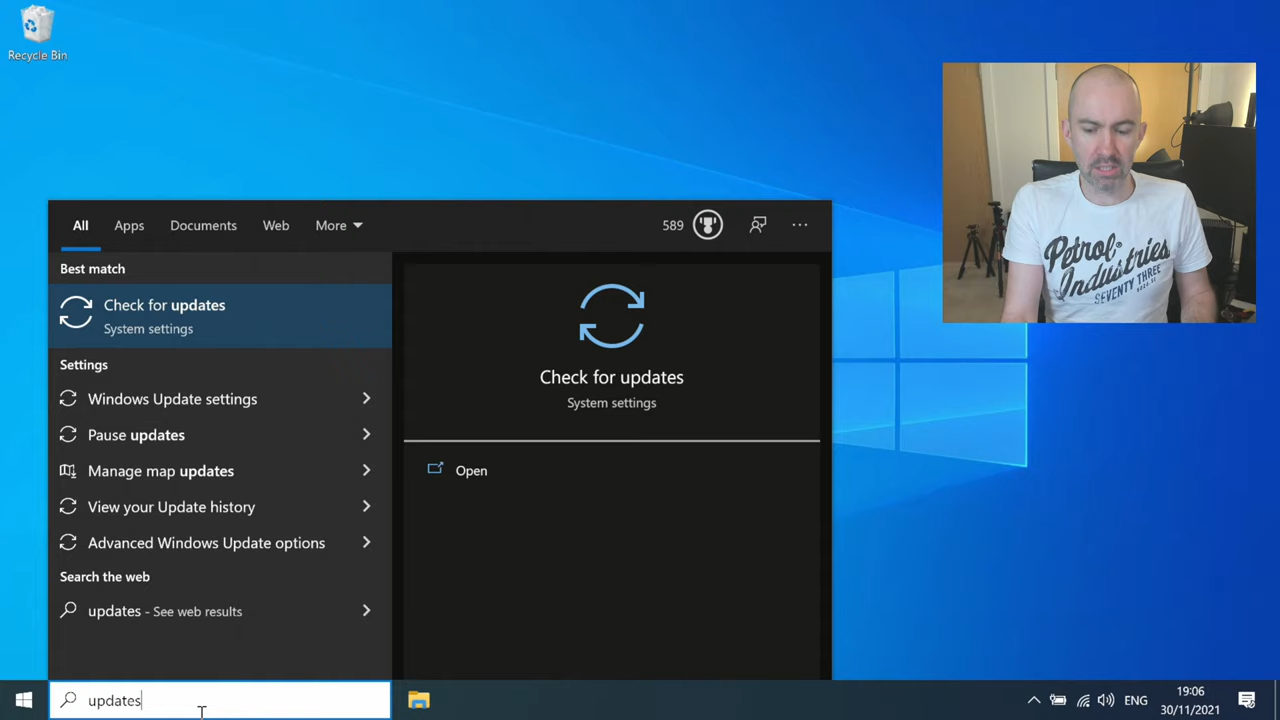 Recycle Bin
All Apps Documents Web More 589 ...
Best match
Check for updates
System settings
Settings
Windows Update settings
Pause updates
Manage map updates
View your Update history
Advanced Windows Update options
Search the web
updates - See web results
Check for updates
System settings
Open
Petrol®
Industries
SEVENTY THREE
updates
ENG
19:06
30/11/2021